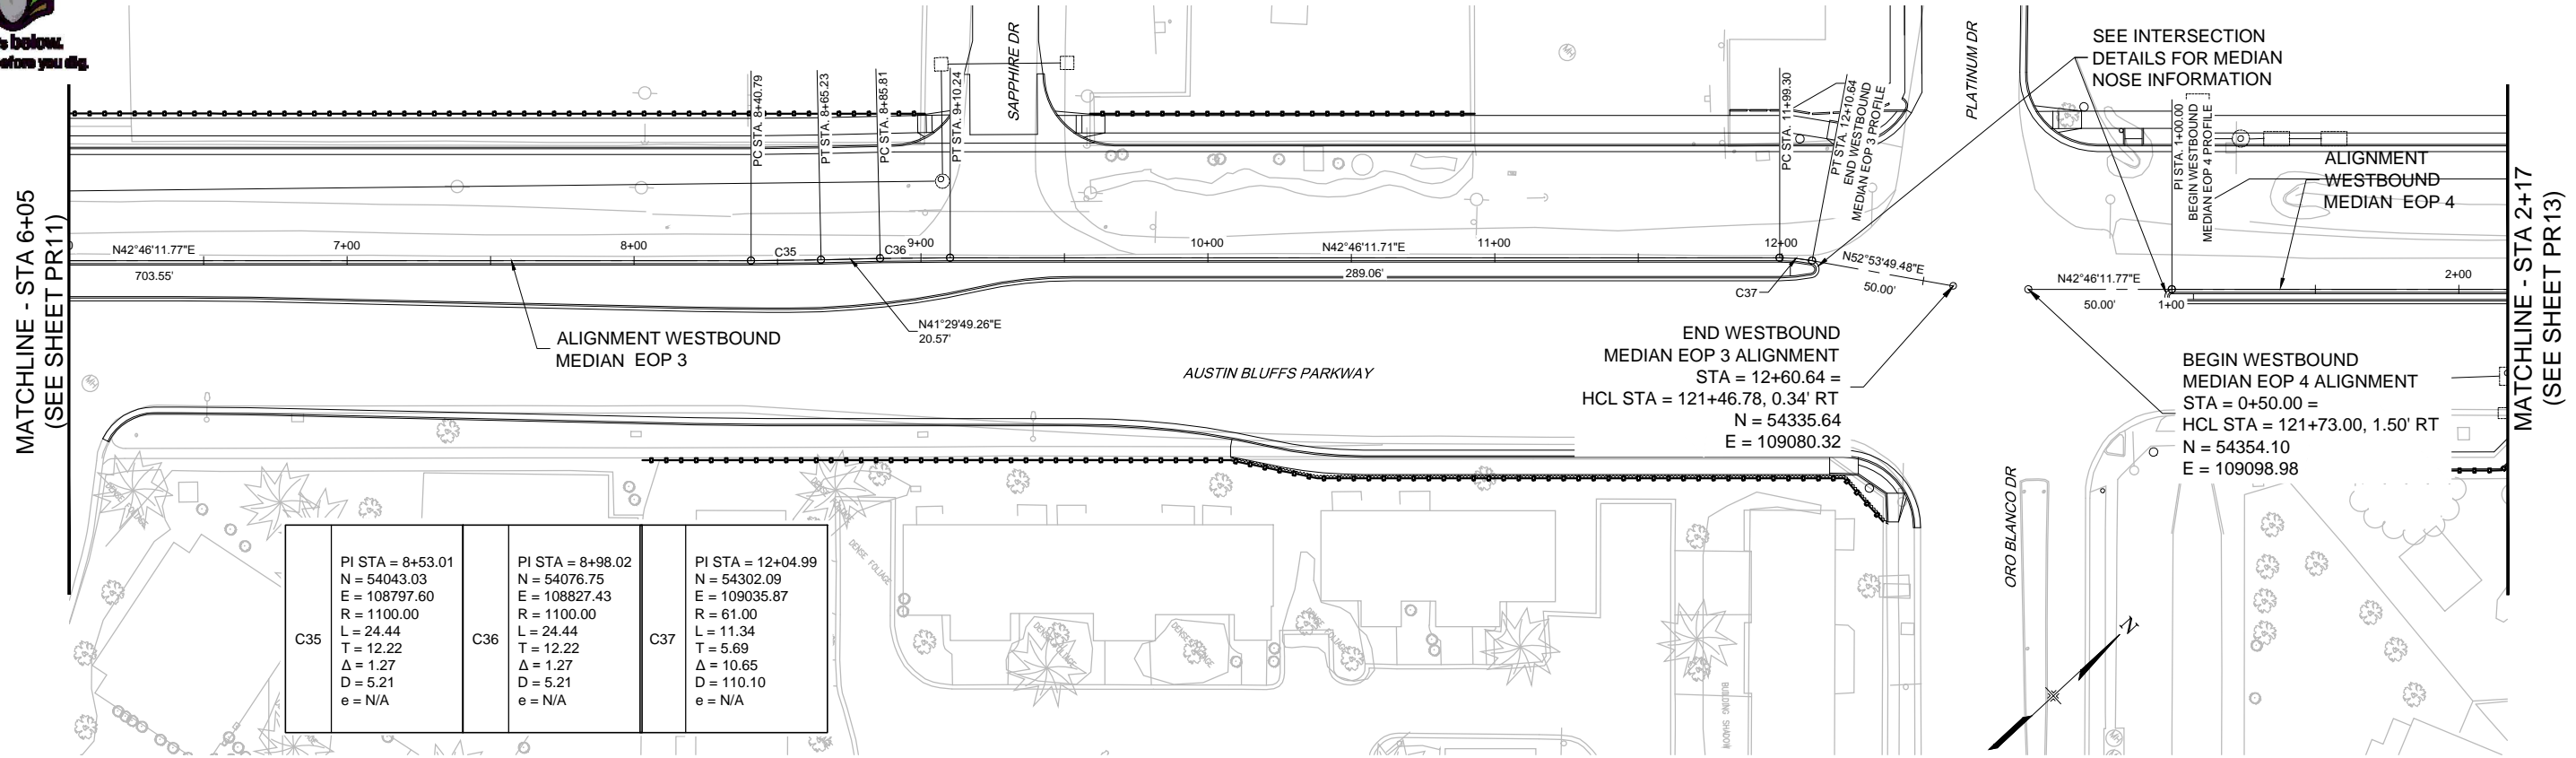 's below.
before you dig.
MATCHLINE - STA 6+05
(SEE SHEET PR11)
N42°46'11.77"E
703.55'
7+00
8+00
9+00
10+00
11+00
12+00
PC STA. 8+40.79
PT STA. 8+65.23
PC STA. 8+85.81
PT STA. 9+10.24
SAPPHIRE DR
C35
C36
N42°46'11.71"E
289.06'
PC STA. 11+99.30
PT STA. 12+10.64
END WESTBOUND
MEDIAN EOP 3 PROFILE
PLATINUM DR
SEE INTERSECTION
DETAILS FOR MEDIAN
NOSE INFORMATION
PI STA. 1+00.00
BEGIN WESTBOUND
MEDIAN EOP 4 PROFILE
ALIGNMENT
WESTBOUND
MEDIAN EOP 4
N52°53'49.48"E
50.00'
C37
N42°46'11.77"E
50.00'
1+00
2+00
MATCHLINE - STA 2+17
(SEE SHEET PR13)
ALIGNMENT WESTBOUND
MEDIAN EOP 3
N41°29'49.26"E
20.57'
AUSTIN BLUFFS PARKWAY
END WESTBOUND
MEDIAN EOP 3 ALIGNMENT
STA = 12+60.64 =
HCL STA = 121+46.78, 0.34' RT
N = 54335.64
E = 109080.32
BEGIN WESTBOUND
MEDIAN EOP 4 ALIGNMENT
STA = 0+50.00 =
HCL STA = 121+73.00, 1.50' RT
N = 54354.10
E = 109098.98
ORO BLANCO DR
C35
PI STA = 8+53.01
N = 54043.03
E = 108797.60
R = 1100.00
L = 24.44
T = 12.22
Δ = 1.27
D = 5.21
e = N/A
C36
PI STA = 8+98.02
N = 54076.75
E = 108827.43
R = 1100.00
L = 24.44
T = 12.22
Δ = 1.27
D = 5.21
e = N/A
C37
PI STA = 12+04.99
N = 54302.09
E = 109035.87
R = 61.00
L = 11.34
T = 5.69
Δ = 10.65
D = 110.10
e = N/A
DENSE FOLIAGE
DENSE FOLIAGE
DENSE FOLIAGE
BUILDING SHADOW
MH
MH
MH
N